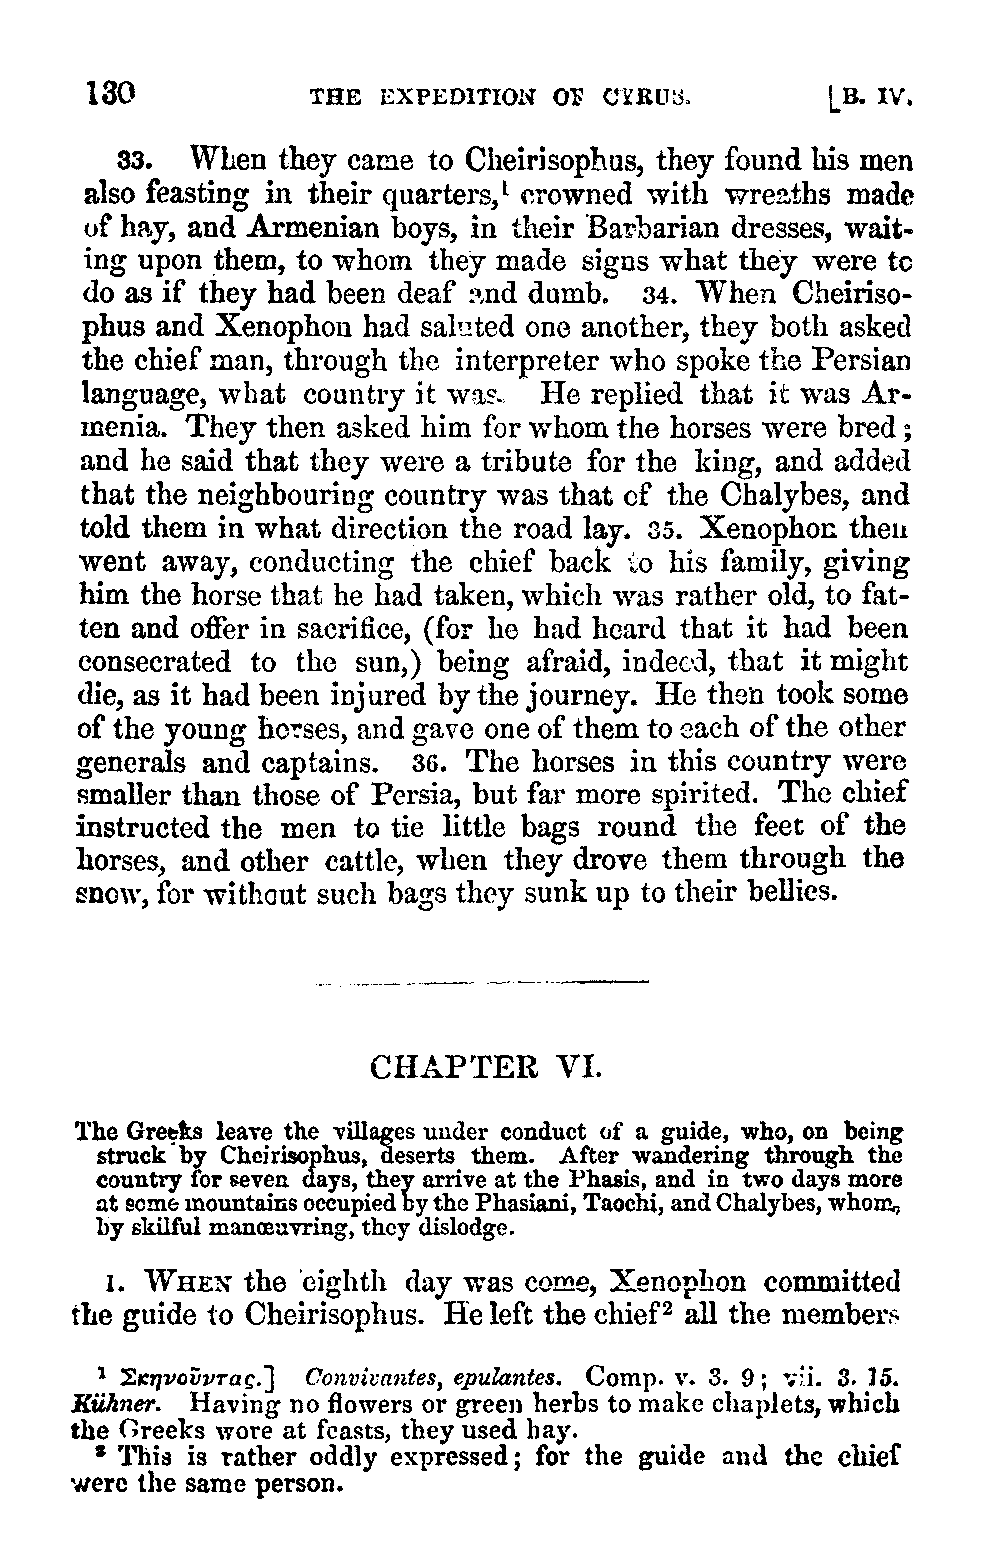 130 THE EXPEDITION OF CYRUS. [B. IV.
33. When they came to Cheirisophus, they found his men
also feasting in their quarters,¹ crowned with wreaths made
of hay, and Armenian boys, in their Barbarian dresses, wait-
ing upon them, to whom they made signs what they were to
do as if they had been deaf and dumb. 34. When Cheiriso-
phus and Xenophon had saluted one another, they both asked
the chief man, through the interpreter who spoke the Persian
language, what country it was. He replied that it was Ar-
menia. They then asked him for whom the horses were bred;
and he said that they were a tribute for the king, and added
that the neighbouring country was that of the Chalybes, and
told them in what direction the road lay. 35. Xenophon then
went away, conducting the chief back to his family, giving
him the horse that he had taken, which was rather old, to fat-
ten and offer in sacrifice, (for he had heard that it had been
consecrated to the sun,) being afraid, indeed, that it might
die, as it had been injured by the journey. He then took some
of the young horses, and gave one of them to each of the other
generals and captains. 36. The horses in this country were
smaller than those of Persia, but far more spirited. The chief
instructed the men to tie little bags round the feet of the
horses, and other cattle, when they drove them through the
snow, for without such bags they sunk up to their bellies.
CHAPTER VI.
The Greeks leave the villages under conduct of a guide, who, on being
struck by Cheirisophus, deserts them. After wandering through the
country for seven days, they arrive at the Phasis, and in two days more
at some mountains occupied by the Phasiani, Taochi, and Chalybes, whom,
by skilful manœuvring, they dislodge.
1. WHEN the eighth day was come, Xenophon committed
the guide to Cheirisophus. He left the chief² all the members
¹ Σκηνοῦντας.] Convivantes, epulantes. Comp. v. 3. 9; vii. 3. 15.
Kühner. Having no flowers or green herbs to make chaplets, which
the Greeks wore at feasts, they used hay.
² This is rather oddly expressed; for the guide and the chief
were the same person.